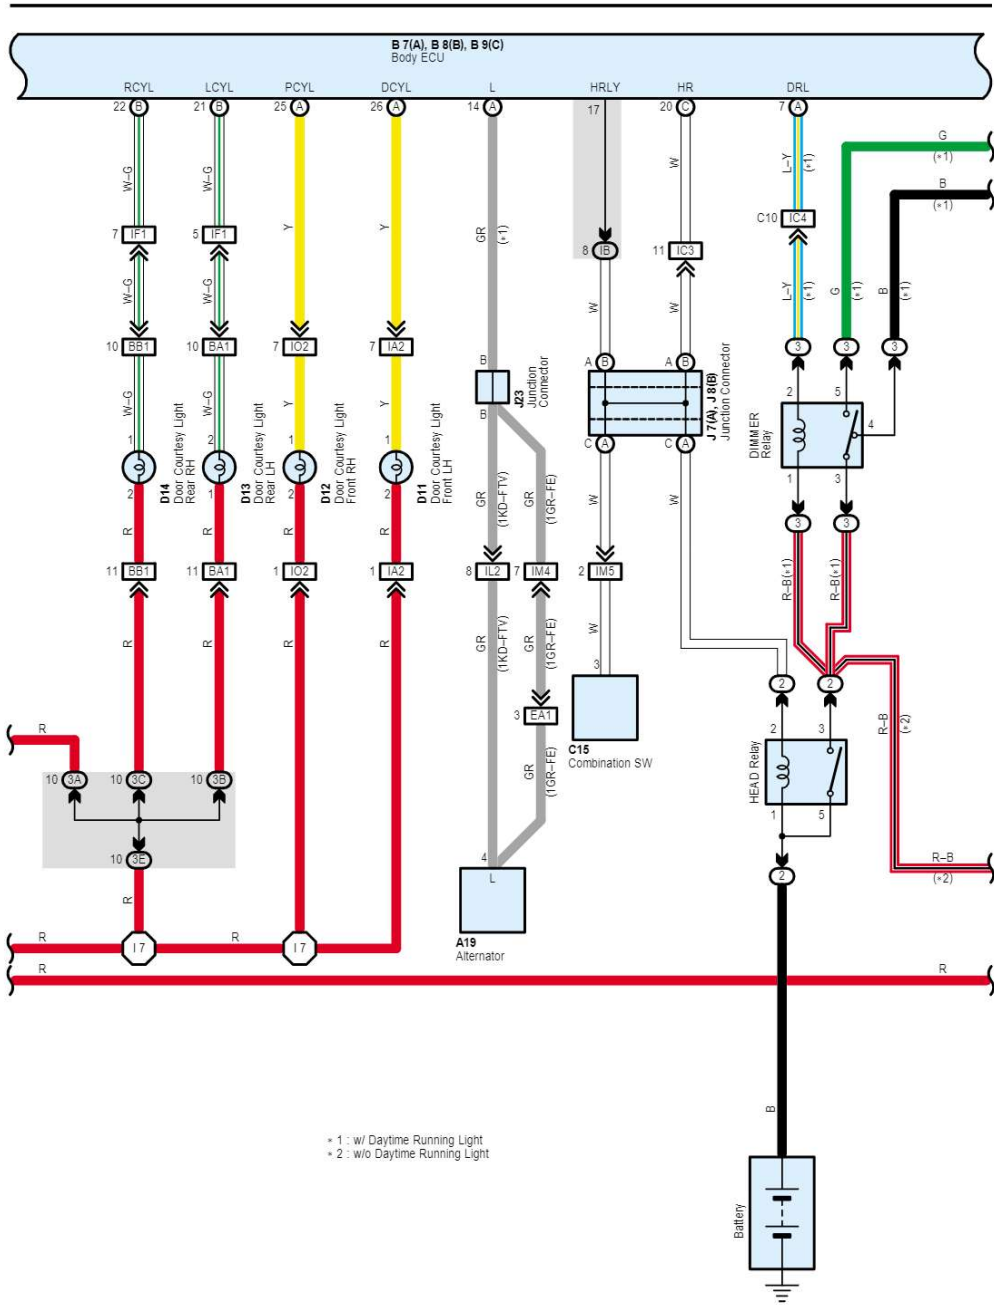 B 7(A), B 8(B), B 9(C)
Body ECU
RCYL LCYL PCYL DCYL L HRLY HR DRL
22 B 21 B 25 A 26 A 14 A 17 20 C 7 A
G
(*1)
B
(*1)
W–G W–G Y Y GR (*1) W L–Y (*1)
7 IF1 5 IF1 8 IB 11 IC3 C10 IC4
W–G W–G W W L–Y (*1) G (*1) B (*1)
10 BB1 10 BA1 7 IO2 7 IA2 3 3 3
B A B A B
J23
Junction
Connector
J 7(A), J 8(B)
Junction Connector
2 5 4
DIMMER
Relay
B C A C A
W–G W–G Y Y
1 2 1 1
D14
Door Courtesy Light
Rear RH
D13
Door Courtesy Light
Rear LH
D12
Door Courtesy Light
Front RH
D11
Door Courtesy Light
Front LH
2 1 2 2 1 3
R R R R GR (1KD–FTV) GR (1GR–FE) W W
3 3
11 BB1 11 BA1 1 IO2 1 IA2 8 IL2 7 IM4 2 IM5
R–B(*1) R–B(*1)
R R R R GR (1KD–FTV) GR (1GR–FE) W
3
2 2
C15
Combination SW
3 EA1
R
R–B (*2)
2 3
HEAD Relay
1 5
10 3A 10 3C 10 3B
GR (1GR–FE)
10 3E
2
R–B
(*2)
4
L
A19
Alternator
R
R R
I 7 I 7
R R
B
* 1 : w/ Daytime Running Light
* 2 : w/o Daytime Running Light
Battery